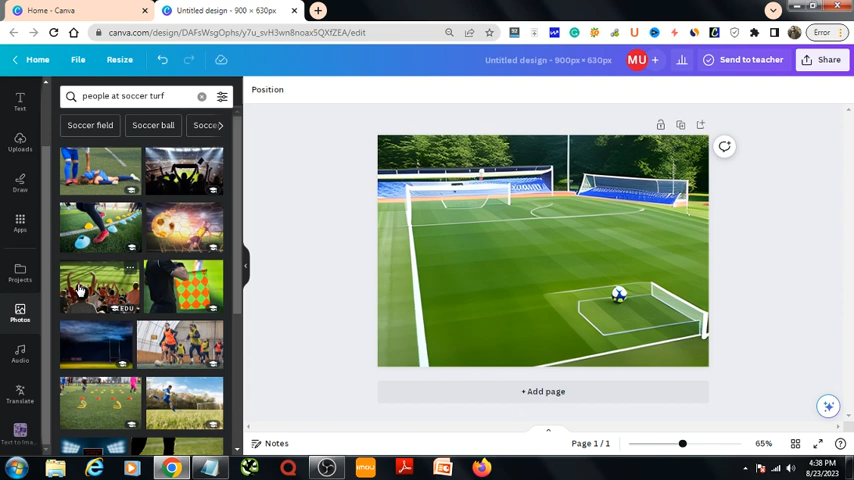 Home - Canva
Untitled design - 900 × 630px
canva.com/design/DAFsWsgOphs/y7u_svH3wn8noax5QXfZEA/edit
Error
Home
File
Resize
Untitled design - 900px × 630px
MU
Send to teacher
Share
Text
Uploads
Draw
Apps
Projects
Photos
Audio
Translate
people at soccer turf
Soccer field
Soccer ball
Socce
EDU
Position
+ Add page
Notes
Page 1 / 1
65%
imou
4:38 PM
8/23/2023